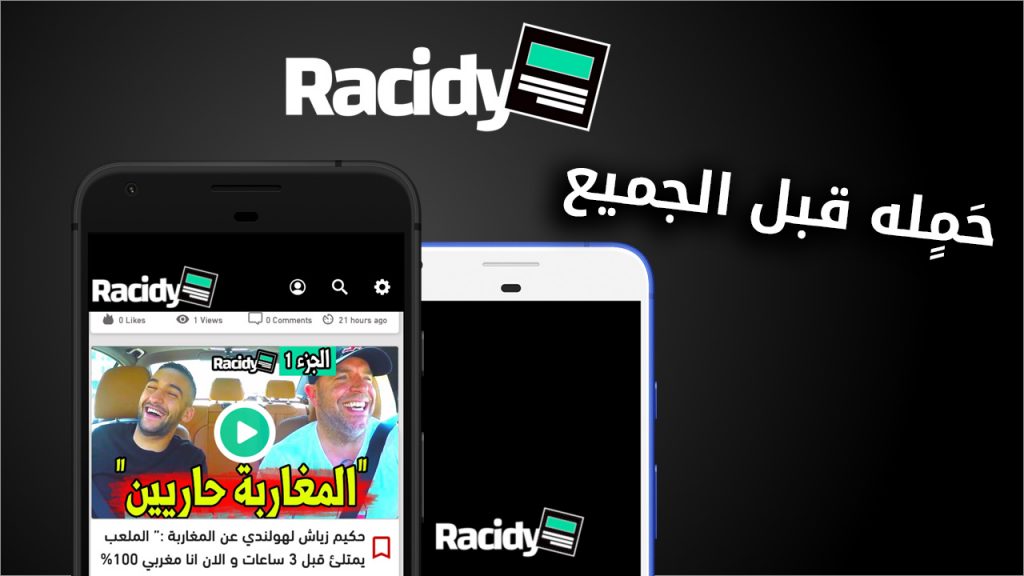 Racidy
حَمٍله قبل الجميع
Racidy
0 Likes
1 Views
0 Comments
21 hours ago
Racidy
الجزء 1
"المغاربة حاريين"
حكيم زياش لهولندي عن المغاربة :” الملعب
يمتلئ قبل 3 ساعات و الان انا مغربي 100%
Racidy